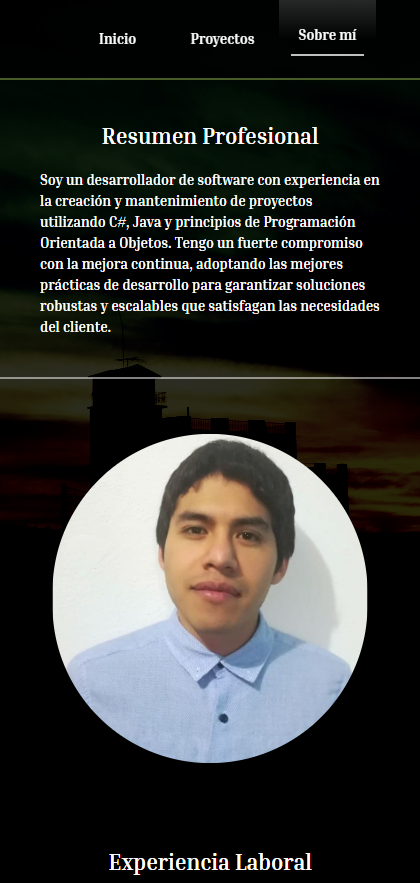 Inicio Proyectos Sobre mí
Resumen Profesional
Soy un desarrollador de software con experiencia en
la creación y mantenimiento de proyectos
utilizando C#, Java y principios de Programación
Orientada a Objetos. Tengo un fuerte compromiso
con la mejora continua, adoptando las mejores
prácticas de desarrollo para garantizar soluciones
robustas y escalables que satisfagan las necesidades
del cliente.
Experiencia Laboral